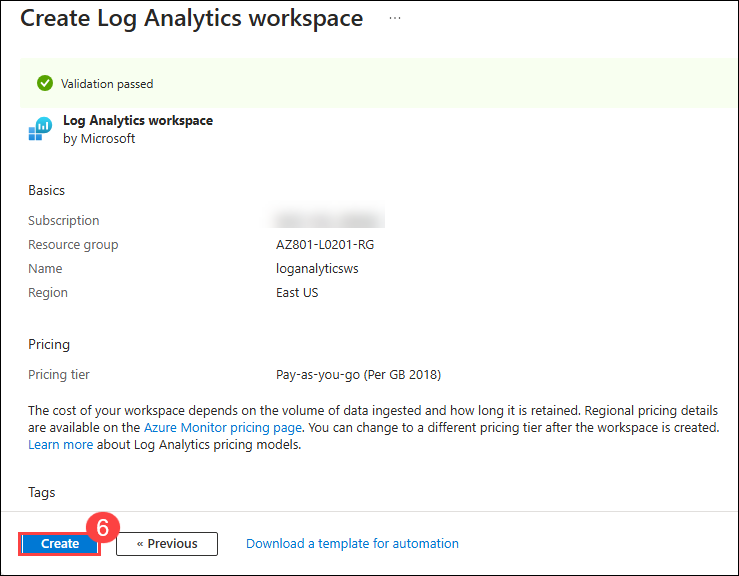 Create Log Analytics workspace ...
Validation passed
Log Analytics workspace
by Microsoft
Basics
Subscription
Resource group AZ801-L0201-RG
Name loganalyticsws
Region East US
Pricing
Pricing tier Pay-as-you-go (Per GB 2018)
The cost of your workspace depends on the volume of data ingested and how long it is retained. Regional pricing details
are available on the Azure Monitor pricing page. You can change to a different pricing tier after the workspace is created.
Learn more about Log Analytics pricing models.
Tags
6
Create « Previous Download a template for automation